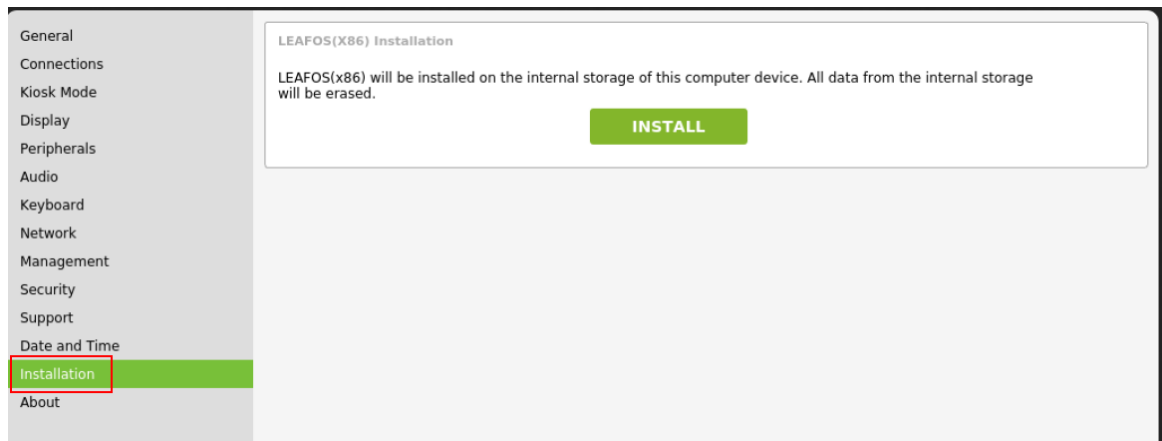 General
Connections
Kiosk Mode
Display
Peripherals
Audio
Keyboard
Network
Management
Security
Support
Date and Time
Installation
About
LEAFOS(X86) Installation
LEAFOS(x86) will be installed on the internal storage of this computer device. All data from the internal storage
will be erased.
INSTALL